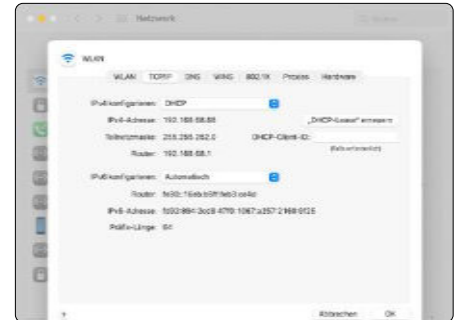 Netzwerk
WLAN
WLAN TCP/IP DNS WINS 802.1X Proxies Hardware
IPv4 konfigurieren: DHCP
IPv4-Adresse: 192.168.68.68 „DHCP-Lease“ erneuern
Teilnetzmaske: 255.255.252.0 DHCP-Client-ID:
Router: 192.168.68.1 (Falls erforderlich)
IPv6 konfigurieren: Automatisch
Router:
IPv6-Adresse:
Präfix-Länge: 64
Abbrechen OK